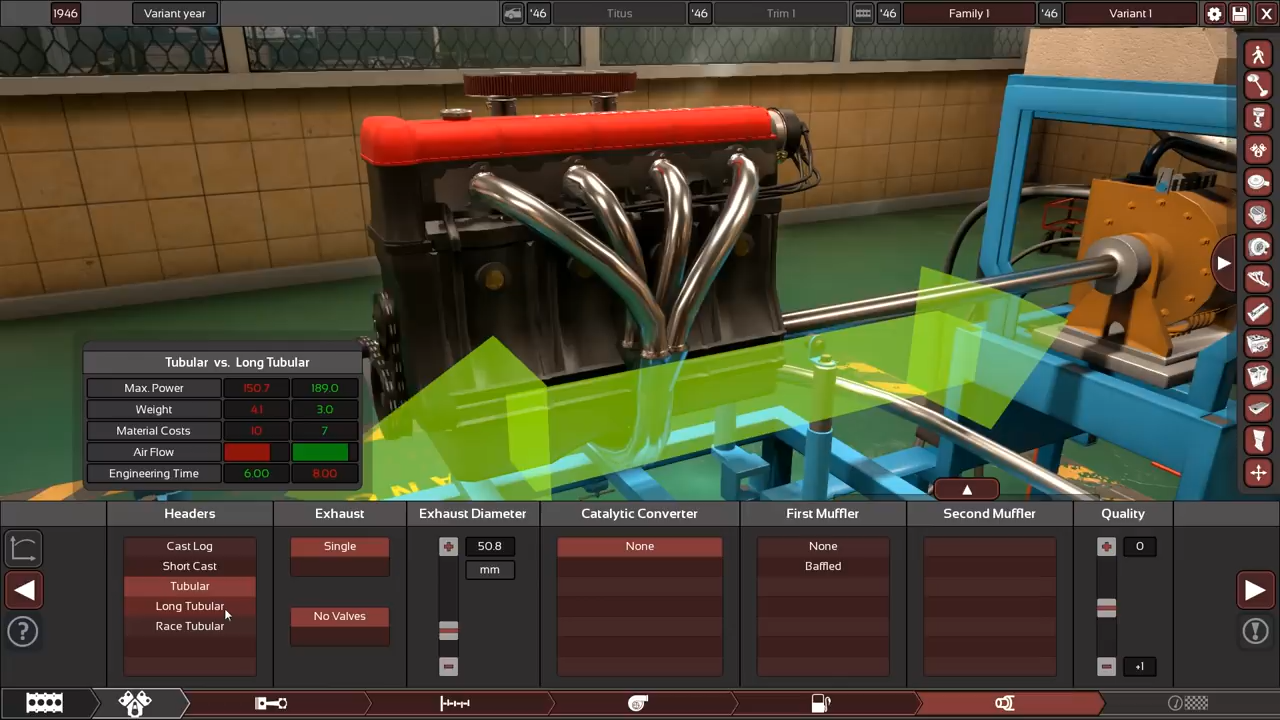 1946
Variant year
'46
Titus
'46
Trim 1
'46
Family 1
'46
Variant 1
Tubular vs. Long Tubular
Max. Power 150.7 189.0
Weight 4.1 3.0
Material Costs 10 7
Air Flow
Engineering Time 6.00 8.00
Headers
Exhaust
Exhaust Diameter
Catalytic Converter
First Muffler
Second Muffler
Quality
Cast Log
Short Cast
Tubular
Long Tubular
Race Tubular
Single
No Valves
50.8
mm
None
None
Baffled
0
+1